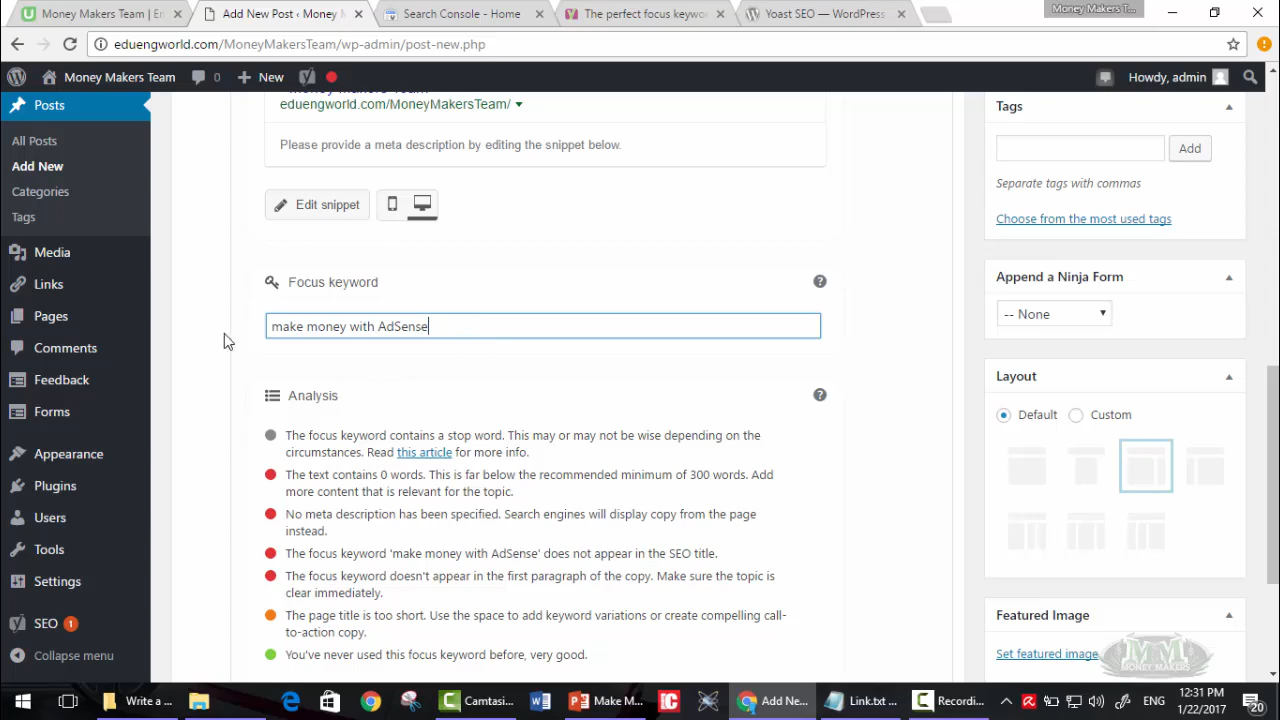 Money Makers Team | En
Add New Post ‹ Money M
Search Console - Home
The perfect focus keywo
Yoast SEO — WordPress
Money Makers T...
eduengworld.com/MoneyMakersTeam/wp-admin/post-new.php
Money Makers Team
0
New
Howdy, admin
Posts
All Posts
Add New
Categories
Tags
Media
Links
Pages
Comments
Feedback
Forms
Appearance
Plugins
Users
Tools
Settings
SEO 1
Collapse menu
eduengworld.com/MoneyMakersTeam/
Please provide a meta description by editing the snippet below.
Edit snippet
Focus keyword
make money with AdSense
Analysis
The focus keyword contains a stop word. This may or may not be wise depending on the
circumstances. Read this article for more info.
The text contains 0 words. This is far below the recommended minimum of 300 words. Add
more content that is relevant for the topic.
No meta description has been specified. Search engines will display copy from the page
instead.
The focus keyword 'make money with AdSense' does not appear in the SEO title.
The focus keyword doesn't appear in the first paragraph of the copy. Make sure the topic is
clear immediately.
The page title is too short. Use the space to add keyword variations or create compelling call-
to-action copy.
You've never used this focus keyword before, very good.
Tags
Add
Separate tags with commas
Choose from the most used tags
Append a Ninja Form
-- None
Layout
Default
Custom
Featured Image
Set featured image
MM
MONEY MAKERS
Write a ...
Camtasi...
Make M...
Add Ne...
Link.txt ...
Recordi...
ENG
12:31 PM
1/22/2017
20